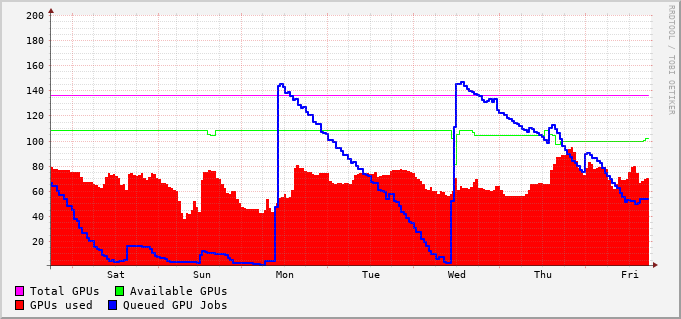 200
180
160
140
120
100
80
60
40
20
Sat Sun Mon Tue Wed Thu Fri
Total GPUs Available GPUs
GPUs used Queued GPU Jobs
RRDTOOL / TOBI OETIKER